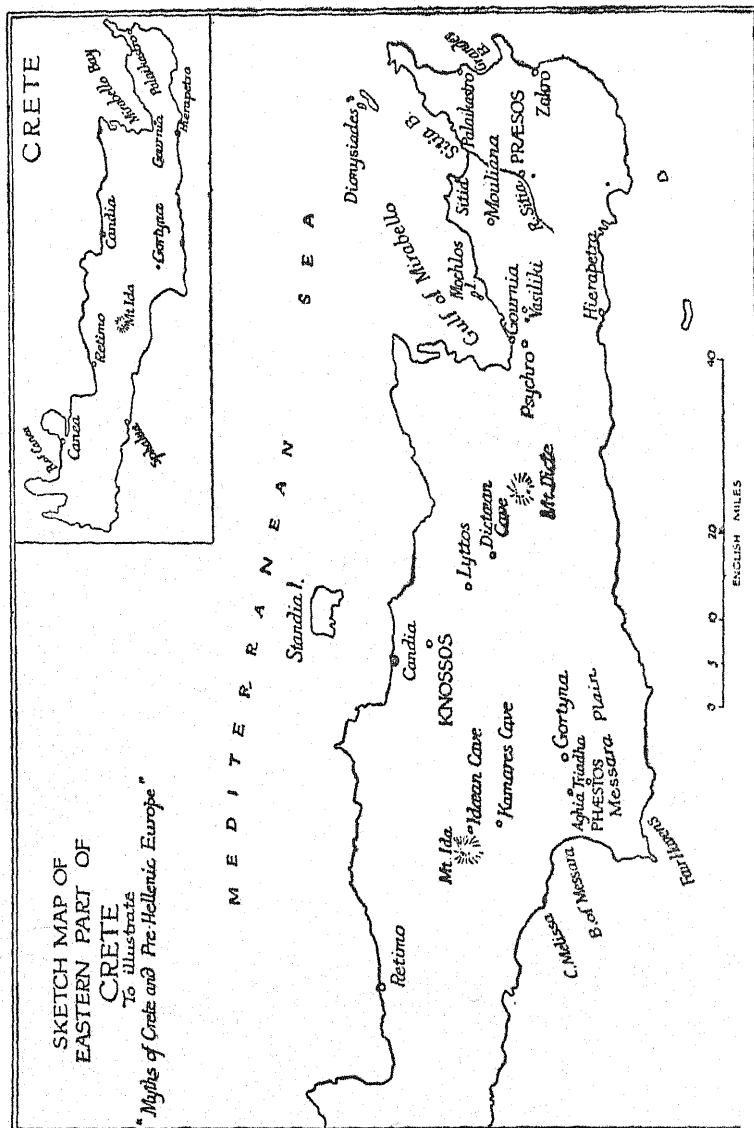 SKETCH MAP OF
EASTERN PART OF
CRETE
To illustrate
"Myths of Crete and Pre-Hellenic Europe"
CRETE
Canea
Retimo
Mt. Ida
Candia
Gortyna
Mirabello Bay
Gournia
Palaikastro
Hierapetra
MEDITERRANEAN SEA
Standia I.
Dionysiades
Retimo
Candia
KNOSSOS
Mt. Ida
Idæan Cave
Kamares Cave
Lyttos
Dictæan
Cave
Mt. Dicte
Gulf of Mirabello
Mochlos
Gournia
Vasiliki
Psychro
Sitia B.
Sitia
Mouliana
R. Sitia
PRÆSOS
Palaikastro
Grandes
B.
Zakro
Hierapetra
Gortyna
Aghia Triadha
PHÆSTOS
Messara Plain
C. Melissa
B. of Messara
Fair Havens
0 5 10 20 40
ENGLISH MILES